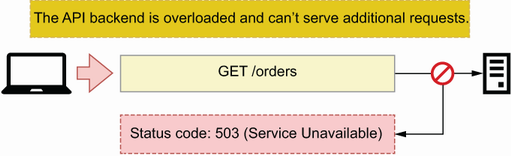 The API backend is overloaded and can’t serve additional requests.
GET /orders
Status code: 503 (Service Unavailable)